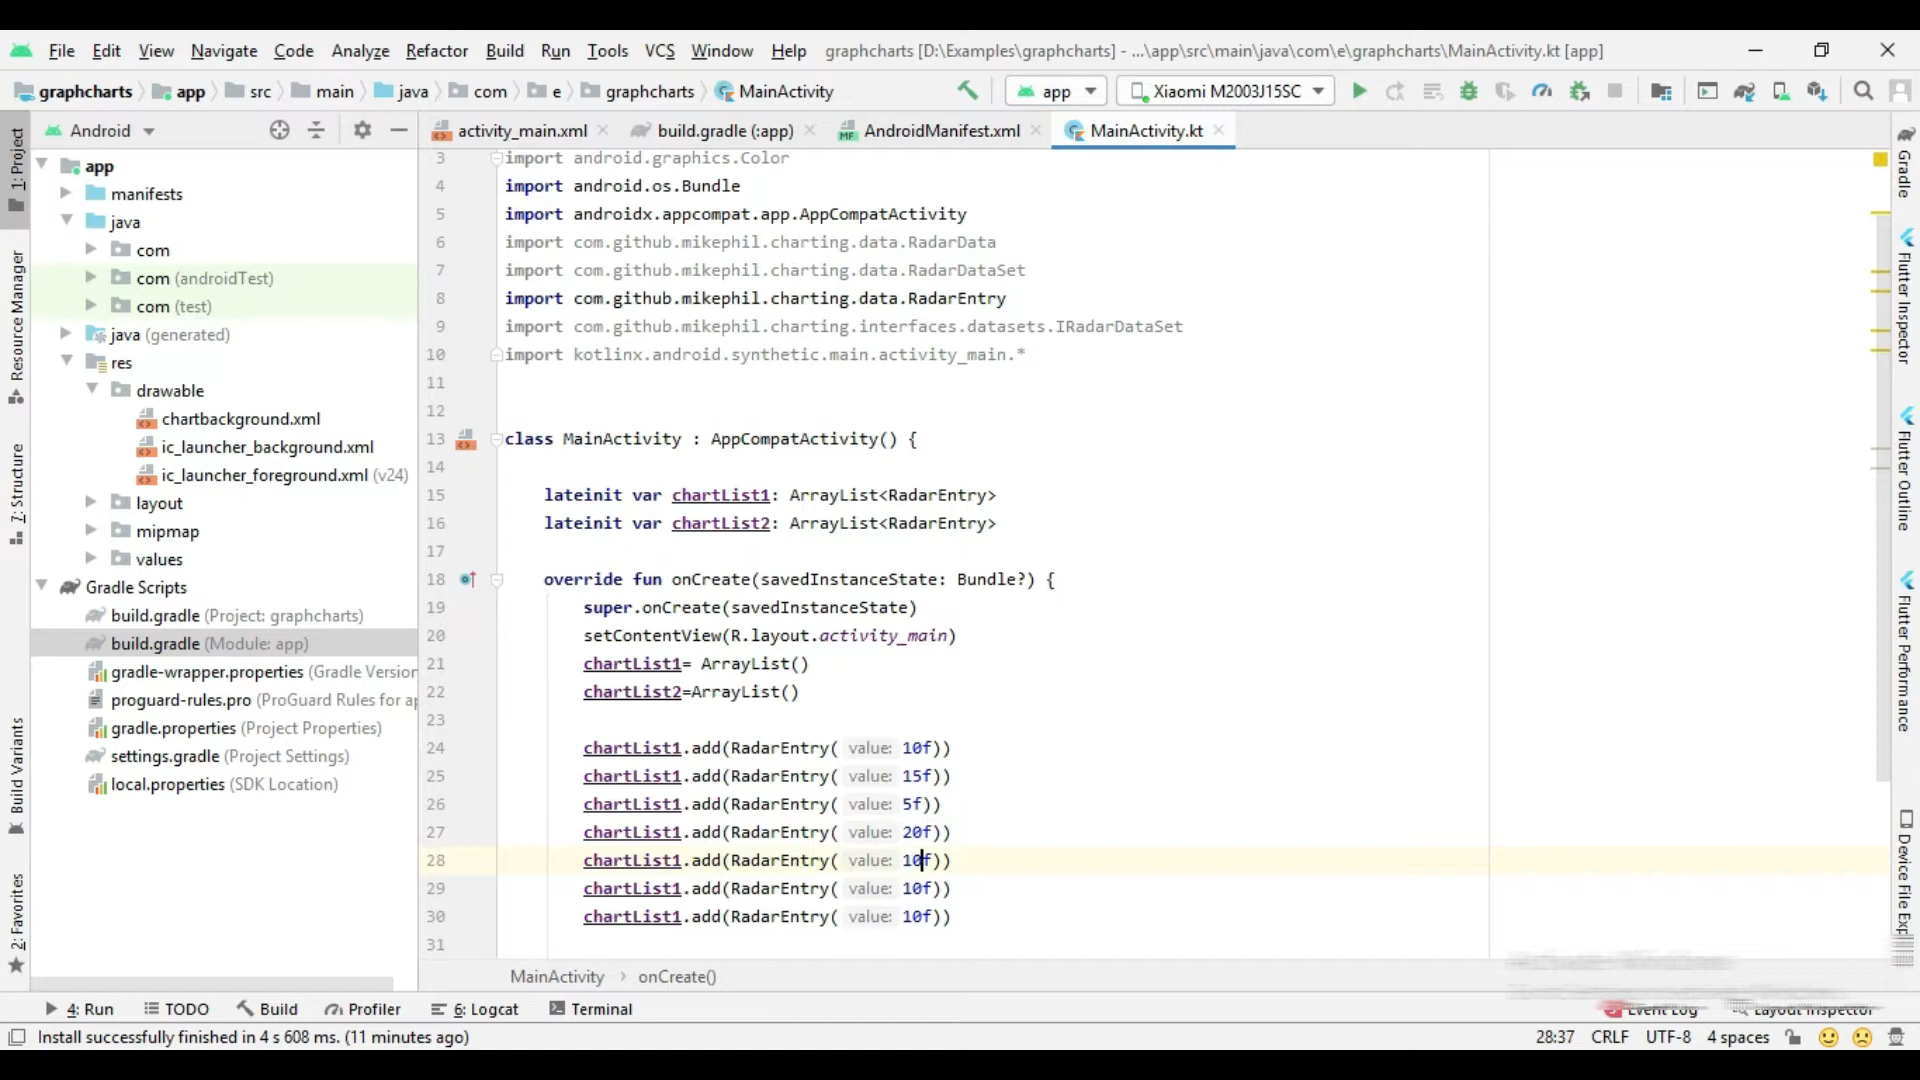 File Edit View Navigate Code Analyze Refactor Build Run Tools VCS Window Help graphcharts [D:\Examples\graphcharts] - ...\app\src\main\java\com\e\graphcharts\MainActivity.kt [app]
graphcharts app src main java com e graphcharts MainActivity app Xiaomi M2003J15SC
Android
activity_main.xml build.gradle (:app) AndroidManifest.xml MainActivity.kt
1: Project
Resource Manager
7: Structure
Build Variants
2: Favorites
app
manifests
java
com
com (androidTest)
com (test)
java (generated)
res
drawable
chartbackground.xml
ic_launcher_background.xml
ic_launcher_foreground.xml (v24)
layout
mipmap
values
Gradle Scripts
build.gradle (Project: graphcharts)
build.gradle (Module: app)
gradle-wrapper.properties (Gradle Version
proguard-rules.pro (ProGuard Rules for ap
gradle.properties (Project Properties)
settings.gradle (Project Settings)
local.properties (SDK Location)
3 import android.graphics.Color
4 import android.os.Bundle
5 import androidx.appcompat.app.AppCompatActivity
6 import com.github.mikephil.charting.data.RadarData
7 import com.github.mikephil.charting.data.RadarDataSet
8 import com.github.mikephil.charting.data.RadarEntry
9 import com.github.mikephil.charting.interfaces.datasets.IRadarDataSet
10 import kotlinx.android.synthetic.main.activity_main.*
11
12
13 class MainActivity : AppCompatActivity() {
14
15 lateinit var chartList1: ArrayList<RadarEntry>
16 lateinit var chartList2: ArrayList<RadarEntry>
17
18 override fun onCreate(savedInstanceState: Bundle?) {
19 super.onCreate(savedInstanceState)
20 setContentView(R.layout.activity_main)
21 chartList1= ArrayList()
22 chartList2=ArrayList()
23
24 chartList1.add(RadarEntry( value: 10f))
25 chartList1.add(RadarEntry( value: 15f))
26 chartList1.add(RadarEntry( value: 5f))
27 chartList1.add(RadarEntry( value: 20f))
28 chartList1.add(RadarEntry( value: 10f))
29 chartList1.add(RadarEntry( value: 10f))
30 chartList1.add(RadarEntry( value: 10f))
31
MainActivity › onCreate()
Gradle
Flutter Inspector
Flutter Outline
Flutter Performance
Device File Exp
4: Run TODO Build Profiler 6: Logcat Terminal Event Log Layout Inspector
Install successfully finished in 4 s 608 ms. (11 minutes ago) 28:37 CRLF UTF-8 4 spaces